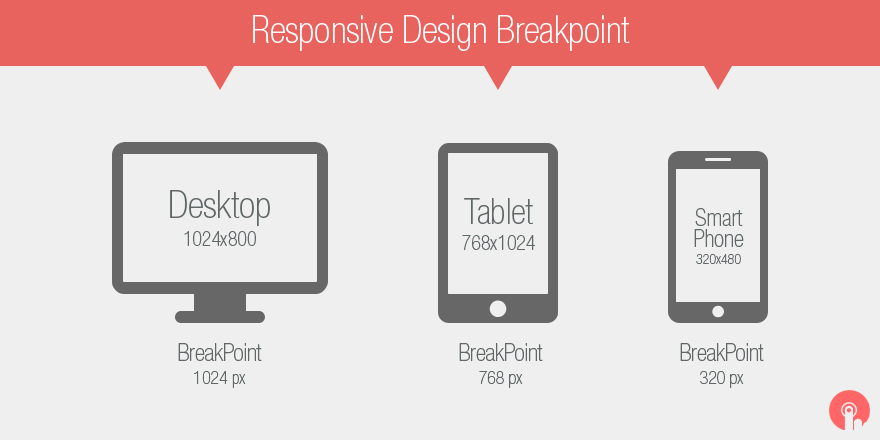 Responsive Design Breakpoint
Desktop
1024x800
Tablet
768x1024
Smart
Phone
320x480
BreakPoint
1024 px
BreakPoint
768 px
BreakPoint
320 px